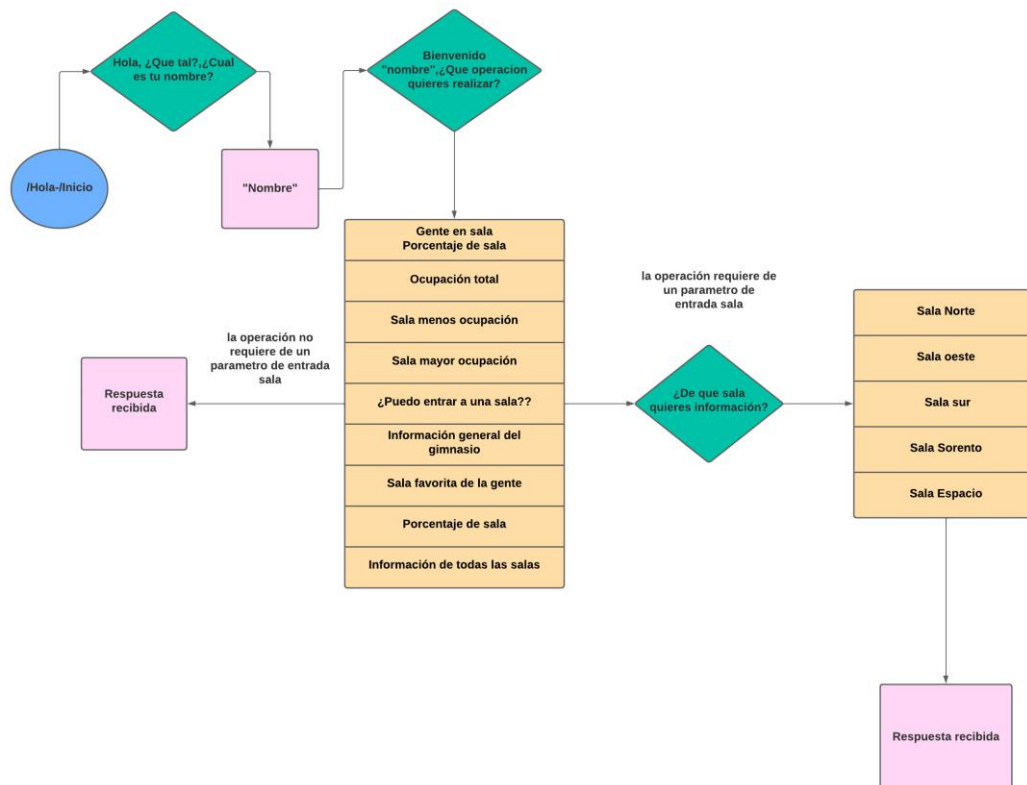 Hola, ¿Que tal?,¿Cual
es tu nombre?
Bienvenido
"nombre",¿Que operacion
quieres realizar?
/Hola-/Inicio
"Nombre"
Gente en sala
Porcentaje de sala
Ocupación total
Sala menos ocupación
Sala mayor ocupación
¿Puedo entrar a una sala??
Información general del
gimnasio
Sala favorita de la gente
Porcentaje de sala
Información de todas las salas
la operación no
requiere de un
parametro de entrada
sala
Respuesta
recibida
la operación requiere de
un parametro de
entrada sala
¿De que sala
quieres información?
Sala Norte
Sala oeste
Sala sur
Sala Sorento
Sala Espacio
Respuesta recibida